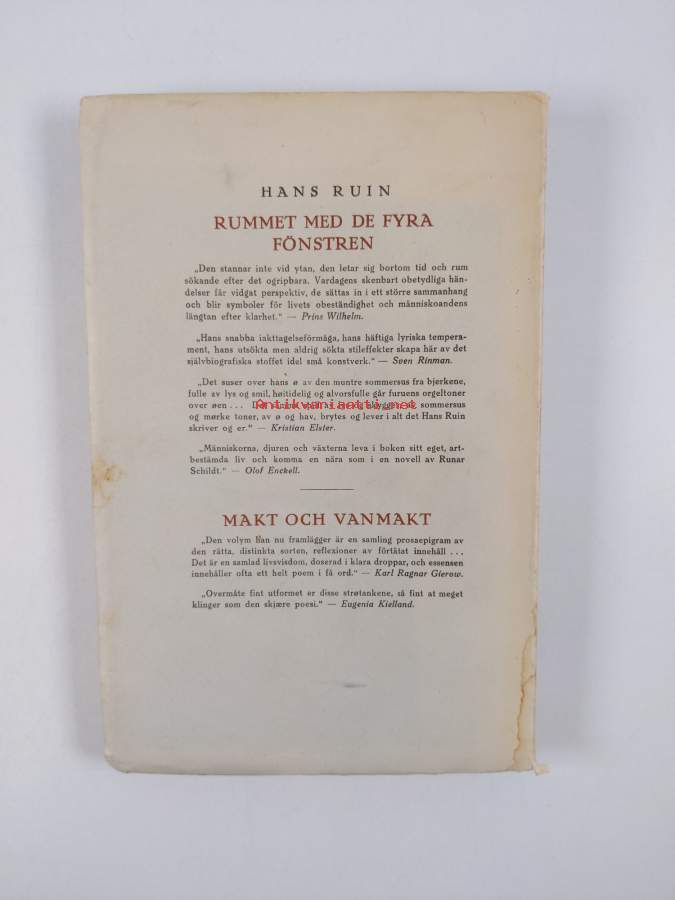 HANS RUIN
RUMMET MED DE FYRA
FÖNSTREN
„Den stannar inte vid ytan, den letar sig bortom tid och rum
sökande efter det ogripbara. Vardagens skenbart obetydliga hän-
delser får vidgat perspektiv, de sättas in i ett större sammanhang
och blir symboler för livets obeständighet och människoandens
längtan efter klarhet.“ — Prins Wilhelm.
„Hans snabba iakttagelseförmåga, hans häftiga lyriska tempera-
ment, hans utsökta men aldrig sökta stileffekter skapa här av det
självbiografiska stoffet idel små konstverk.“ — Sven Rinman.
„Det suser over hans ø av den muntre sommersus fra bjerkene,
fulle av lys og smil, høitidelig og alvorsfulle går furuens orgeltoner
over øen . . . sommersus
og mørke toner, av ø og hav, brytes og lever i alt det Hans Ruin
skriver og er.“ — Kristian Elster.
Antikvariaatti.net
„Människorna, djuren och växterna leva i boken sitt eget, art-
bestämda liv och komma en nära som i en novell av Runar
Schildt.“ — Olof Enckell.
MAKT OCH VANMAKT
„Den volym Han nu framlägger är en samling prosaepigram av
den rätta, distinkta sorten, reflexioner av förtätat innehåll . . .
Det är en samlad livsvisdom, doserad i klara droppar, och essensen
innehåller ofta ett helt poem i få ord.“ — Karl Ragnar Gierow.
„Overmåte fint utformet er disse strøtankene, så fint at meget
klinger som den skjære poesi.“ — Eugenia Kielland.